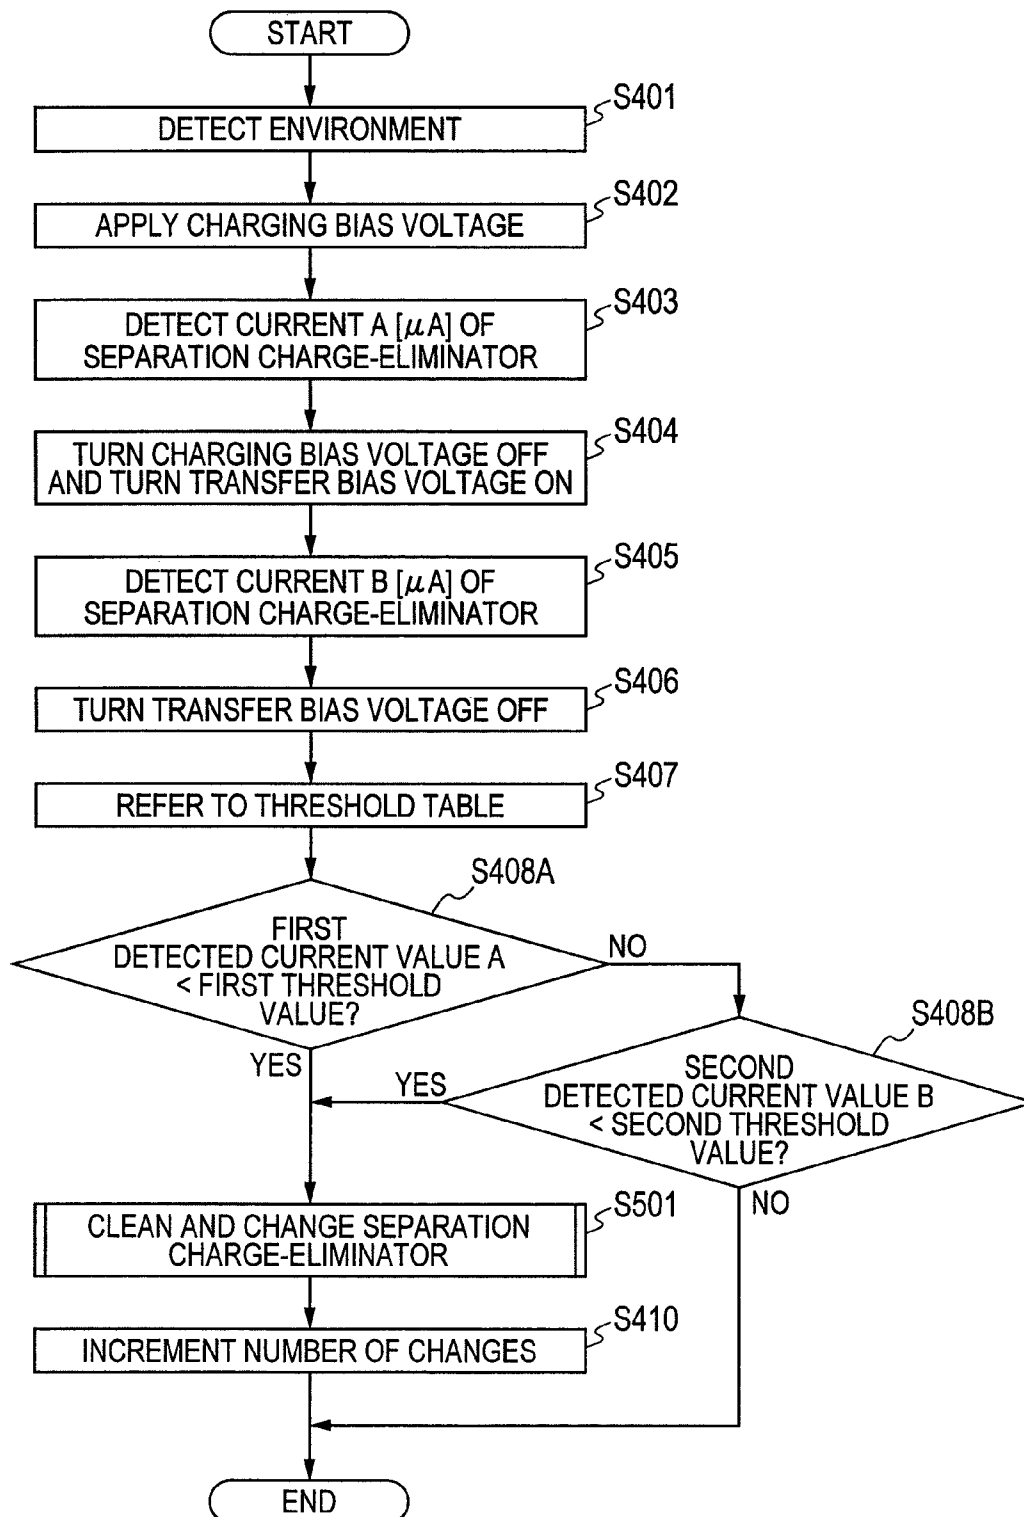 START
S401
DETECT ENVIRONMENT
S402
APPLY CHARGING BIAS VOLTAGE
S403
DETECT CURRENT A [μA] OF
SEPARATION CHARGE-ELIMINATOR
S404
TURN CHARGING BIAS VOLTAGE OFF
AND TURN TRANSFER BIAS VOLTAGE ON
S405
DETECT CURRENT B [μA] OF
SEPARATION CHARGE-ELIMINATOR
S406
TURN TRANSFER BIAS VOLTAGE OFF
S407
REFER TO THRESHOLD TABLE
S408A
FIRST
DETECTED CURRENT VALUE A
< FIRST THRESHOLD
VALUE?
NO
YES
S408B
SECOND
DETECTED CURRENT VALUE B
< SECOND THRESHOLD
VALUE?
YES
NO
S501
CLEAN AND CHANGE SEPARATION
CHARGE-ELIMINATOR
S410
INCREMENT NUMBER OF CHANGES
END